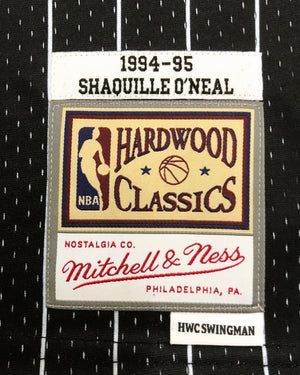 1994-95
SHAQUILLE O'NEAL
HARDWOOD
NBA
CLASSICS
NOSTALGIA CO.
Mitchell & Ness
PHILADELPHIA, PA.
HWC SWINGMAN